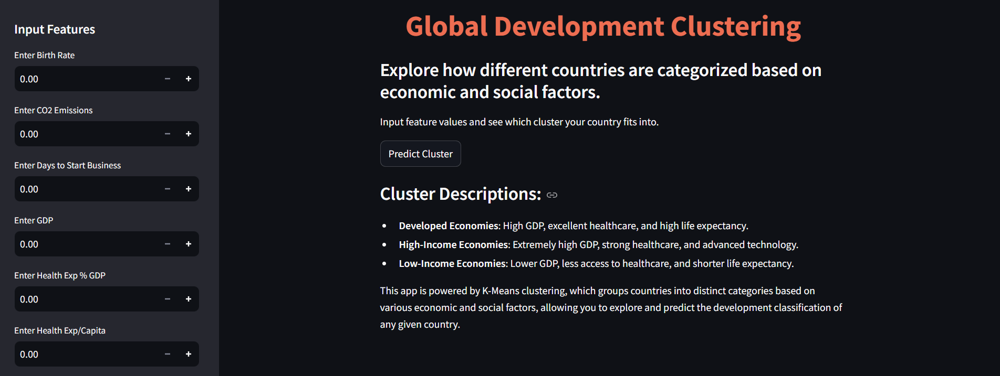 Input Features
Enter Birth Rate
0.00
Enter CO2 Emissions
0.00
Enter Days to Start Business
0.00
Enter GDP
0.00
Enter Health Exp % GDP
0.00
Enter Health Exp/Capita
0.00
Global Development Clustering
Explore how different countries are categorized based on
economic and social factors.
Input feature values and see which cluster your country fits into.
Predict Cluster
Cluster Descriptions:
Developed Economies: High GDP, excellent healthcare, and high life expectancy.
High-Income Economies: Extremely high GDP, strong healthcare, and advanced technology.
Low-Income Economies: Lower GDP, less access to healthcare, and shorter life expectancy.
This app is powered by K-Means clustering, which groups countries into distinct categories based on
various economic and social factors, allowing you to explore and predict the development classification of
any given country.